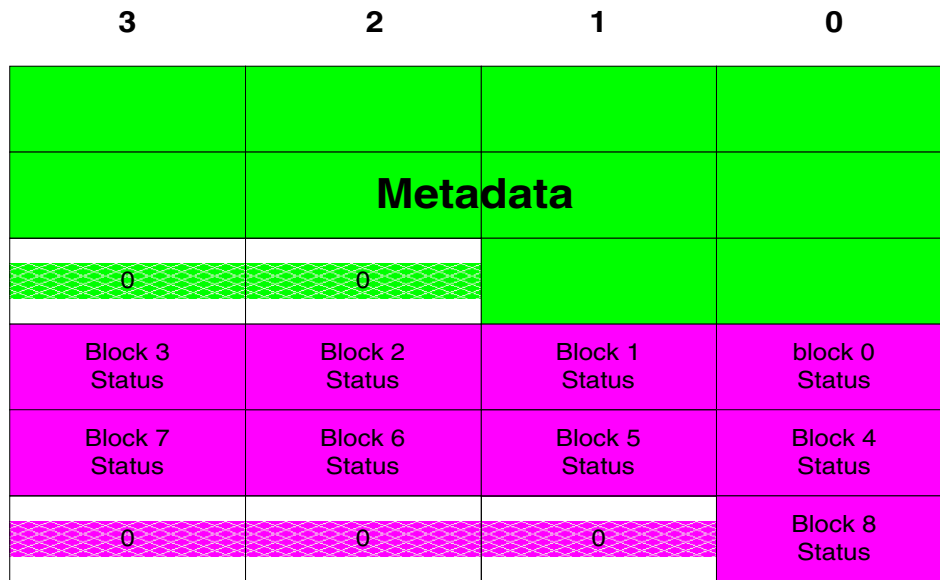 3 2 1 0
Metadata
0 0
Block 3 Block 2 Block 1 block 0
Status Status Status Status
Block 7 Block 6 Block 5 Block 4
Status Status Status Status
0 0 0 Block 8
Status